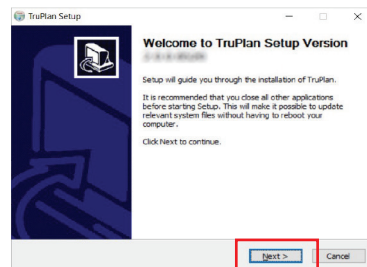 TruPlan Setup
Welcome to TruPlan Setup Version
Setup will guide you through the installation of TruPlan.
It is recommended that you close all other applications
before starting Setup. This will make it possible to update
relevant system files without having to reboot your
computer.
Click Next to continue.
Next >
Cancel